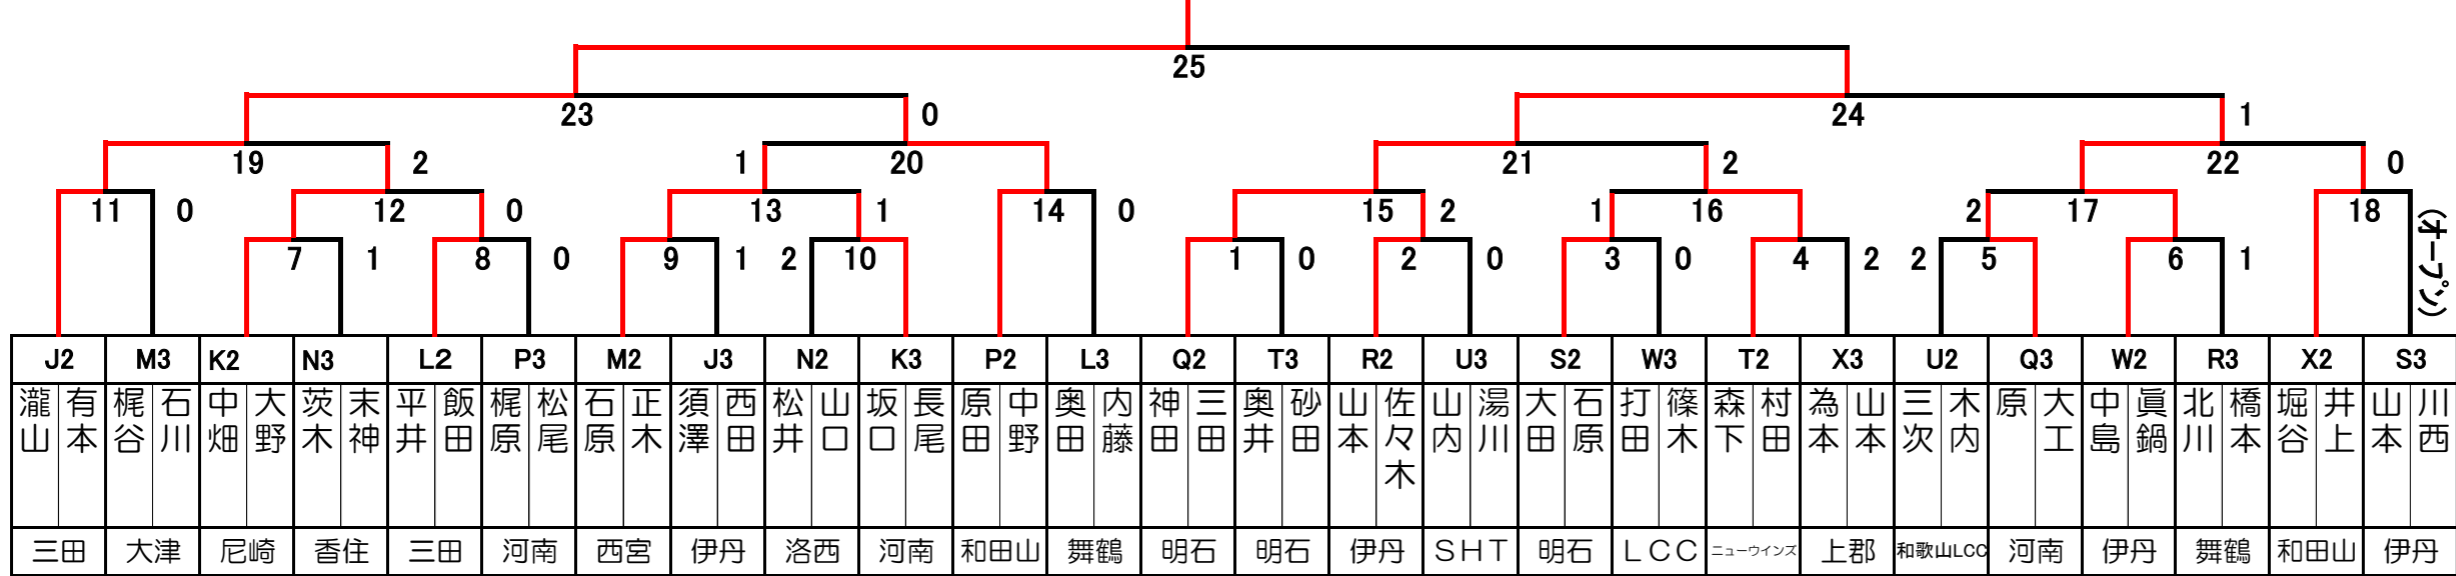 25
23 0 24 1
19 2 1 20 21 2 22 0
11 0 12 0 13 1 14 0 15 2 1 16 2 17 18
(オープン)
7 1 8 0 9 1 2 10 1 0 2 0 3 0 4 2 2 5 6 1
J2 M3 K2 N3 L2 P3 M2 J3 N2 K3 P2 L3 Q2 T3 R2 U3 S2 W3 T2 X3 U2 Q3 W2 R3 X2 S3
瀧山 有本 梶谷 石川 中畑 大野 茨木 末神 平井 飯田 梶原 松尾 石原 正木 須澤 西田 松井 山口 坂口 長尾 原田 中野 奥田 内藤 神田 三田 奥井 砂田 山本 佐々木 山内 湯川 大田 石原 打田 篠木 森下 村田 為本 山本 三次 木内 原 大工 中島 眞鍋 北川 橋本 堀谷 井上 山本 川西
三田 大津 尼崎 香住 三田 河南 西宮 伊丹 洛西 河南 和田山 舞鶴 明石 明石 伊丹 SHT 明石 LCC ニューウインズ 上郡 和歌山LCC 河南 伊丹 舞鶴 和田山 伊丹